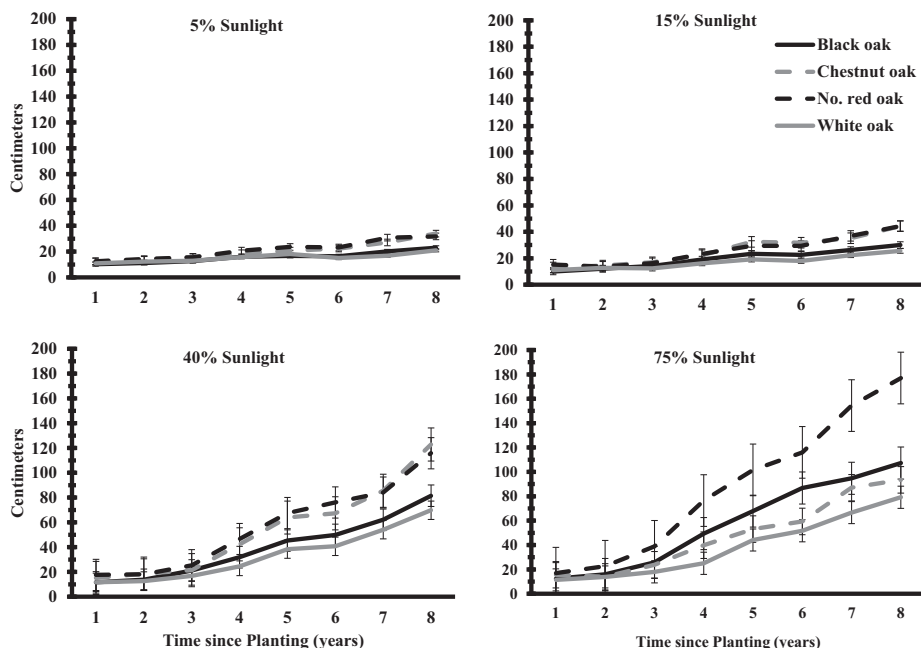 5% Sunlight
200
180
160
140
120
100
80
60
40
20
0
Centimeters
1 2 3 4 5 6 7 8
15% Sunlight
200
180
160
140
120
100
80
60
40
20
0
Black oak
Chestnut oak
No. red oak
White oak
1 2 3 4 5 6 7 8
40% Sunlight
200
180
160
140
120
100
80
60
40
20
0
Centimeters
1 2 3 4 5 6 7 8
Time since Planting (years)
75% Sunlight
200
180
160
140
120
100
80
60
40
20
0
1 2 3 4 5 6 7 8
Time since Planting (years)